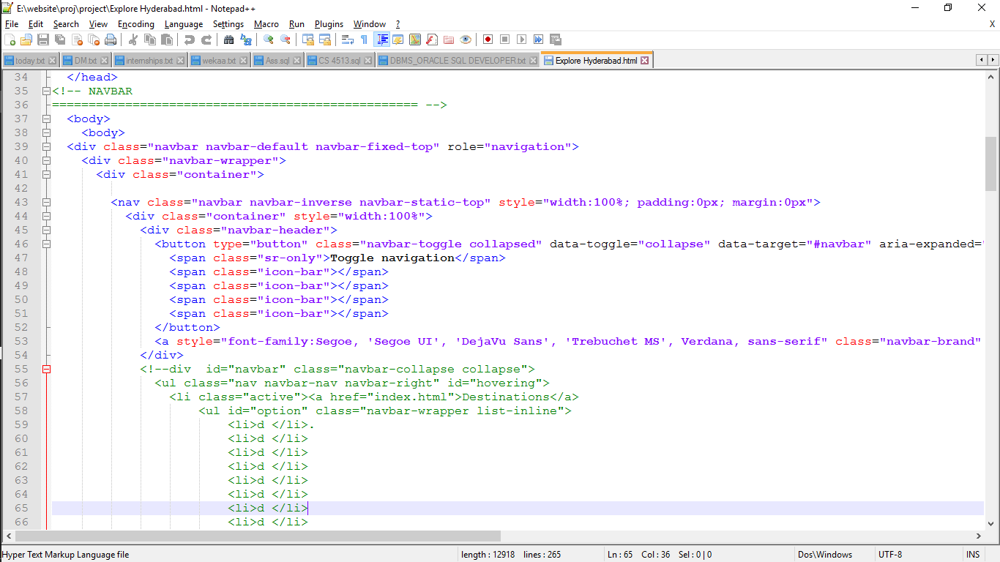 E:\website\proj\project\Explore Hyderabad.html - Notepad++
File Edit Search View Encoding Language Settings Macro Run Plugins Window ? X
today.txt DM.txt internships.txt wekaa.txt Ass.sql CS 4513.sql DBMS_ORACLE SQL DEVELOPER.txt Explore Hyderabad.html
34 </head>
35 <!-- NAVBAR
36 ================================================== -->
37 <body>
38 <body>
39 <div class="navbar navbar-default navbar-fixed-top" role="navigation">
40 <div class="navbar-wrapper">
41 <div class="container">
42
43 <nav class="navbar navbar-inverse navbar-static-top" style="width:100%; padding:0px; margin:0px">
44 <div class="container" style="width:100%">
45 <div class="navbar-header">
46 <button type="button" class="navbar-toggle collapsed" data-toggle="collapse" data-target="#navbar" aria-expanded="
47 <span class="sr-only">Toggle navigation</span>
48 <span class="icon-bar"></span>
49 <span class="icon-bar"></span>
50 <span class="icon-bar"></span>
51 <span class="icon-bar"></span>
52 </button>
53 <a style="font-family:Segoe, 'Segoe UI', 'DejaVu Sans', 'Trebuchet MS', Verdana, sans-serif" class="navbar-brand"
54 </div>
55 <!--div  id="navbar" class="navbar-collapse collapse">
56 <ul class="nav navbar-nav navbar-right" id="hovering">
57 <li class="active"><a href="index.html">Destinations</a>
58 <ul id="option" class="navbar-wrapper list-inline">
59 <li>d </li>.
60 <li>d </li>
61 <li>d </li>
62 <li>d </li>
63 <li>d </li>
64 <li>d </li>
65 <li>d </li>
66 <li>d </li>
Hyper Text Markup Language file length : 12918 lines : 265 Ln : 65 Col : 36 Sel : 0 | 0 Dos\Windows UTF-8 INS